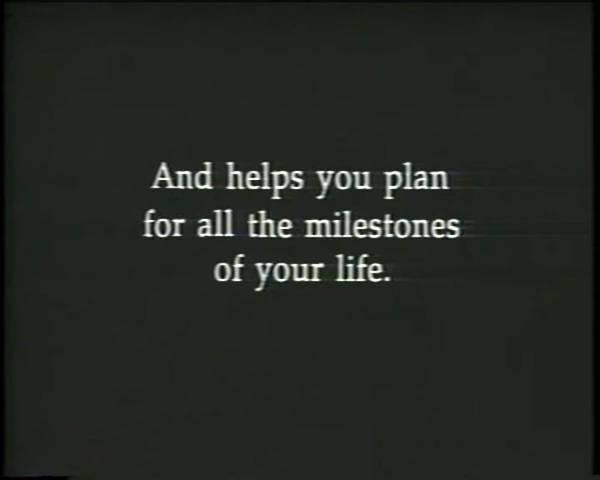 And helps you plan
for all the milestones
of your life.